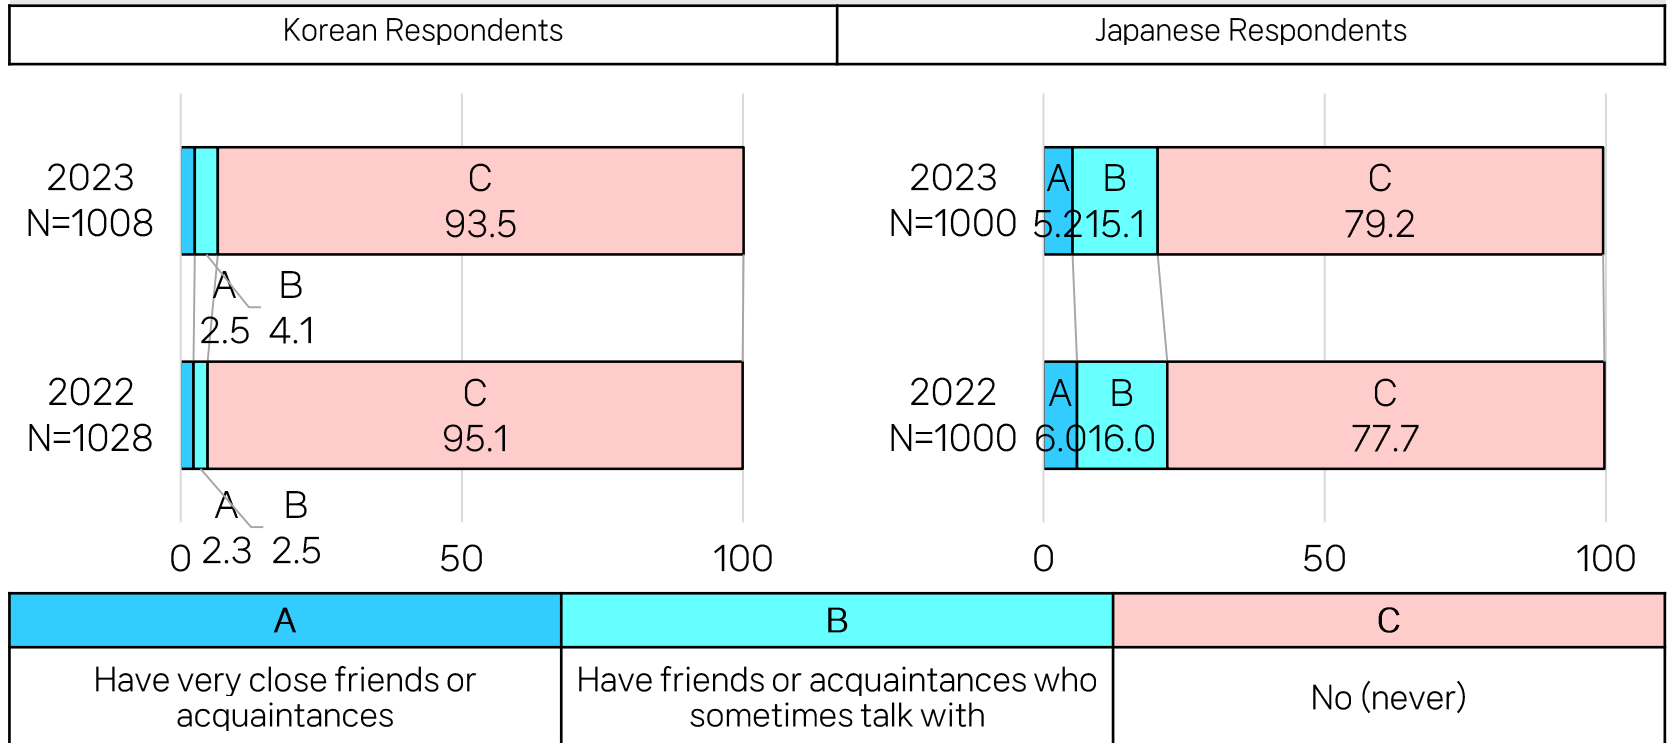 Korean Respondents
Japanese Respondents
2023
N=1008
C
93.5
A
2.5
B
4.1
2022
N=1028
C
95.1
A
2.3
B
2.5
0
50
100
2023
N=1000
A
5.2
B
15.1
C
79.2
2022
N=1000
A
6.0
B
16.0
C
77.7
0
50
100
A
B
C
Have very close friends or
acquaintances
Have friends or acquaintances who
sometimes talk with
No (never)